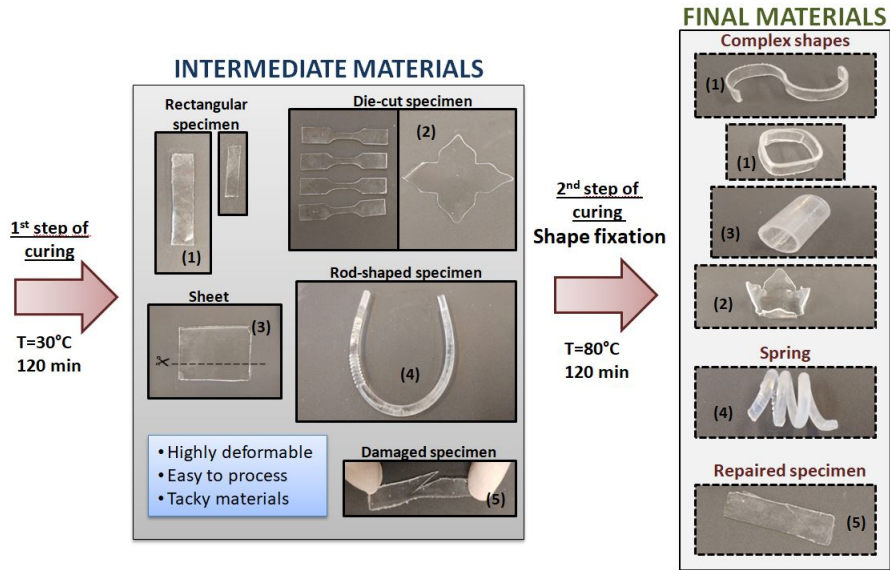 1st step of
curing
T=30°C
120 min
INTERMEDIATE MATERIALS
Rectangular
specimen
(1)
Die-cut specimen
(2)
Sheet
(3)
Rod-shaped specimen
(4)
• Highly deformable
• Easy to process
• Tacky materials
Damaged specimen
(5)
2nd step of
curing
Shape fixation
T=80°C
120 min
FINAL MATERIALS
Complex shapes
(1)
(1)
(3)
(2)
Spring
(4)
Repaired specimen
(5)